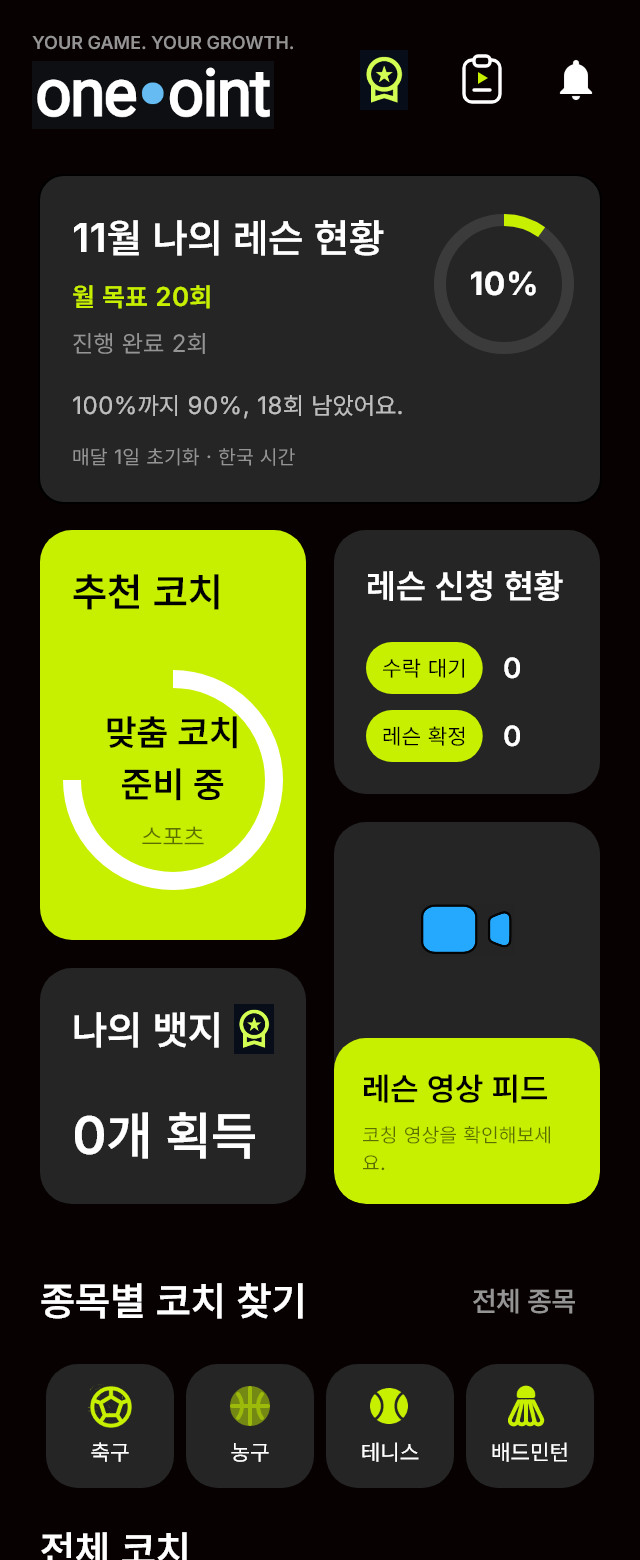 YOUR GAME. YOUR GROWTH.
one•oint
11월 나의 레슨 현황
월 목표 20회
진행 완료 2회
10%
100%까지 90%, 18회 남았어요.
매달 1일 초기화 · 한국 시간
추천 코치
맞춤 코치
준비 중
스포츠
레슨 신청 현황
수락 대기 0
레슨 확정 0
나의 뱃지
0개 획득
레슨 영상 피드
코칭 영상을 확인해보세
요.
종목별 코치 찾기
전체 종목
축구
농구
테니스
배드민턴
전체 코치